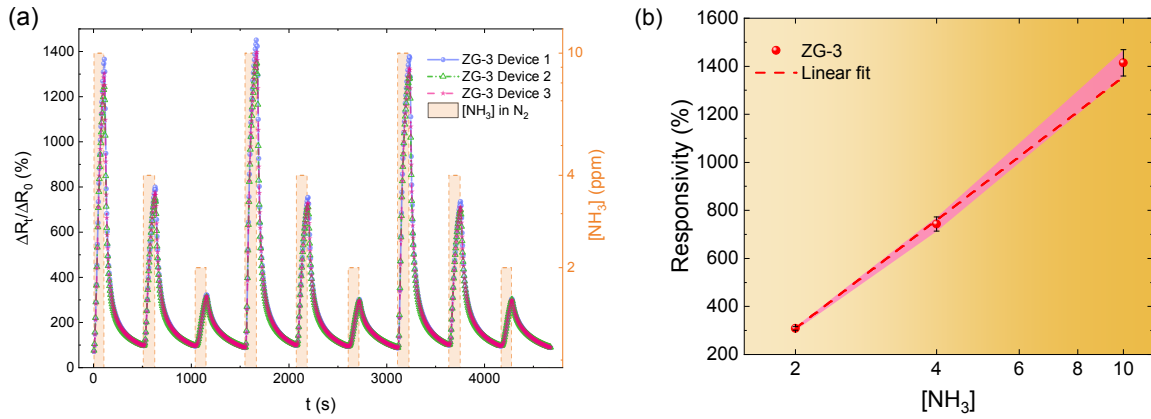 (a)
1400
1200
1000
800
600
400
200
0
ΔRₜ/ΔR₀ (%)
0
1000
2000
3000
4000
t (s)
10
4
2
[NH₃] (ppm)
ZG-3 Device 1
ZG-3 Device 2
ZG-3 Device 3
[NH₃] in N₂
(b)
1600
1400
1200
1000
800
600
400
200
Responsivity (%)
2
4
6
8
10
[NH₃]
ZG-3
Linear fit